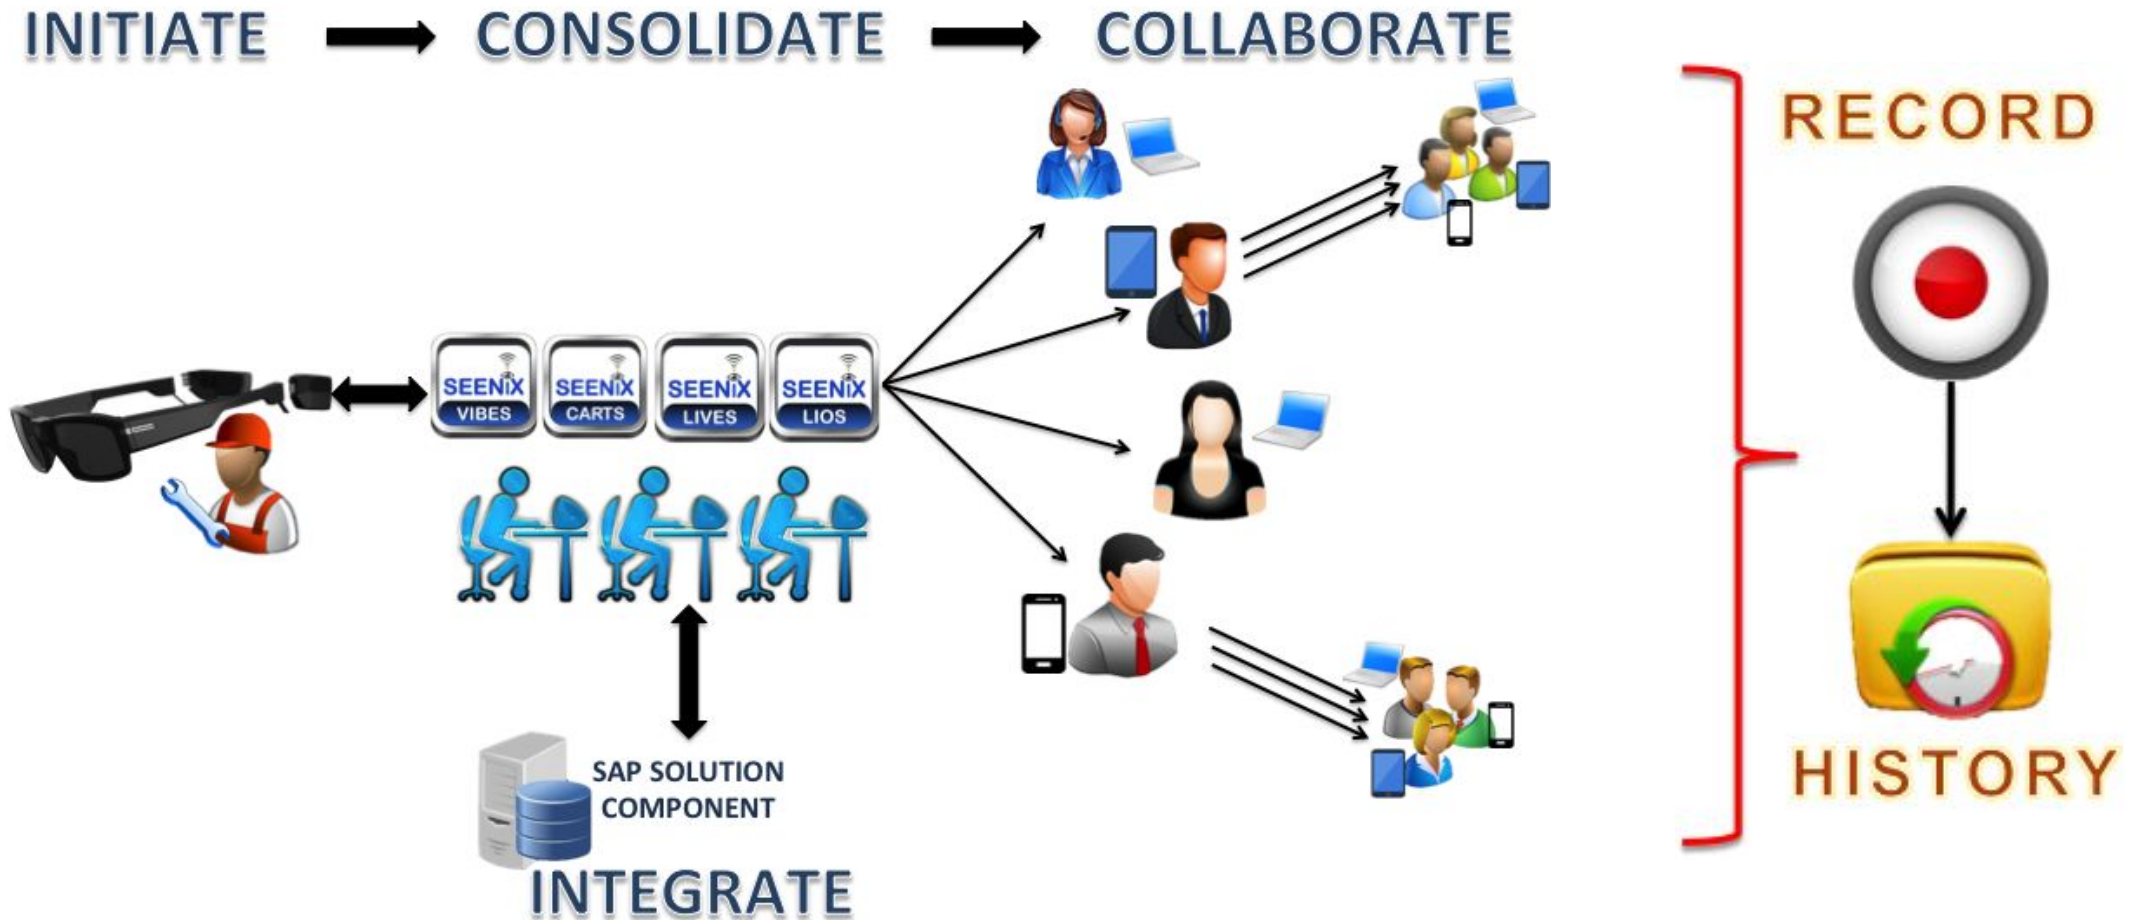 INITIATE
CONSOLIDATE
COLLABORATE
RECORD
SEENiX
VIBES
SEENiX
CARTS
SEENiX
LIVES
SEENiX
LIOS
SAP SOLUTION
COMPONENT
INTEGRATE
HISTORY